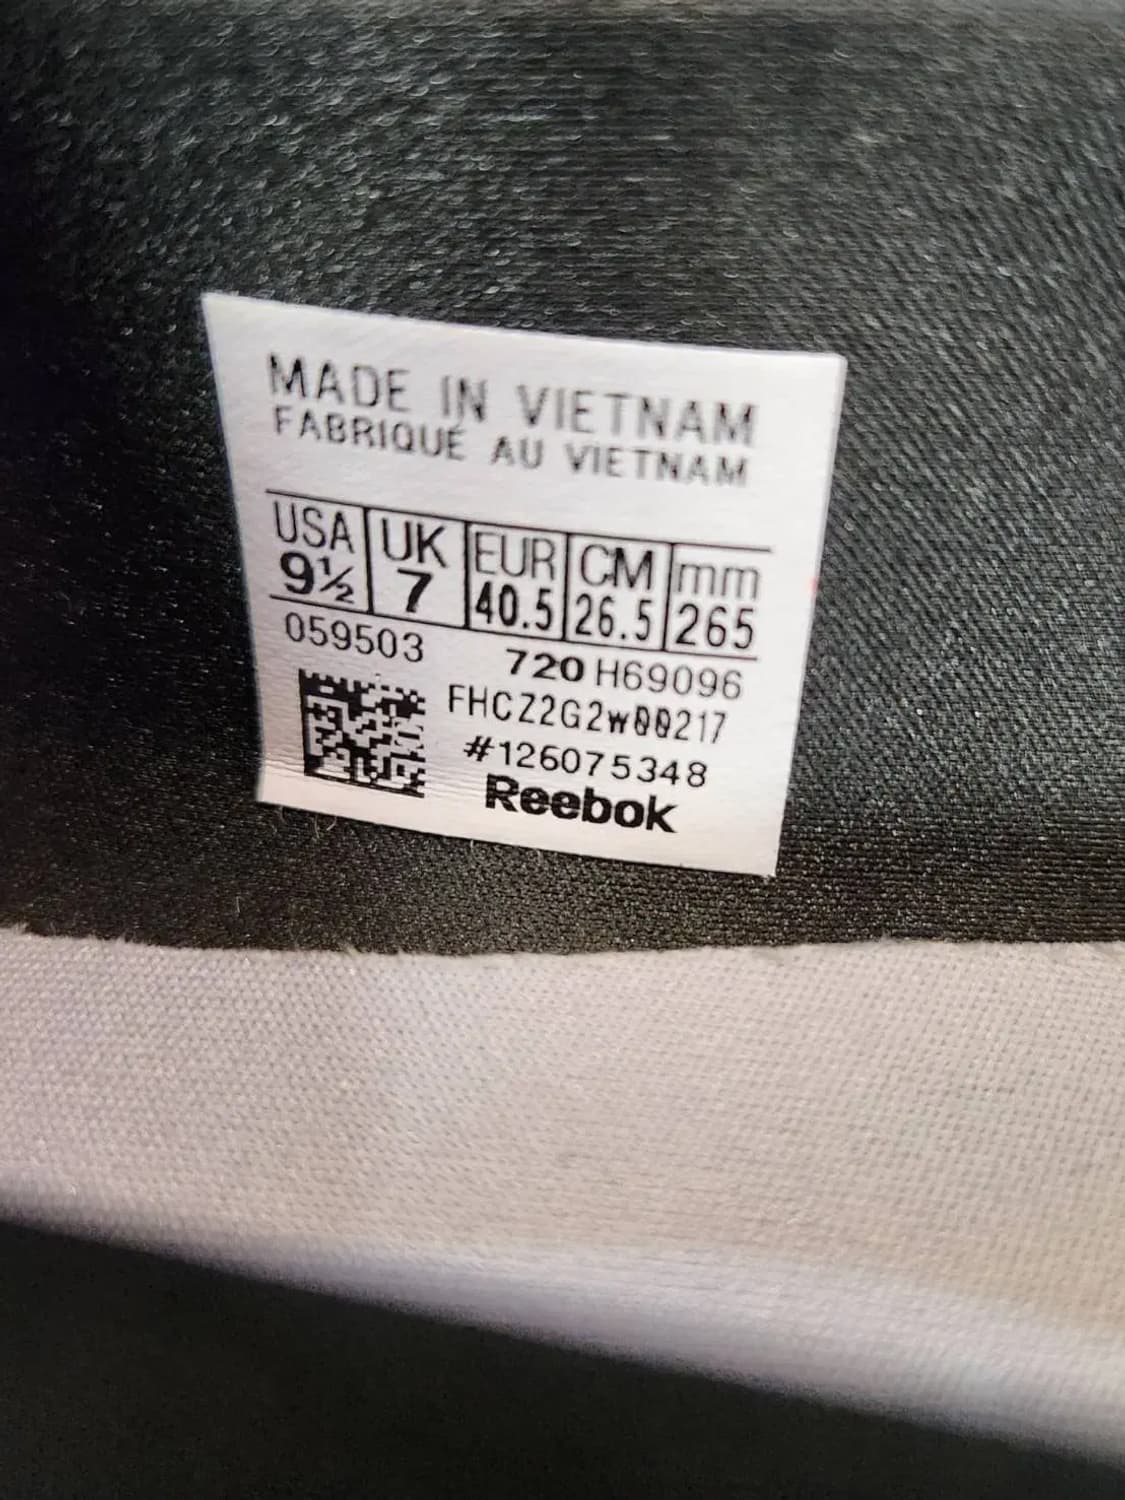 MADE IN VIETNAM
FABRIQUÉ AU VIETNAM
USA UK EUR CM mm
9½ 7 40.5 26.5 265
059503 720 H69096
FHCZ2G2W00217
#126075348
Reebok